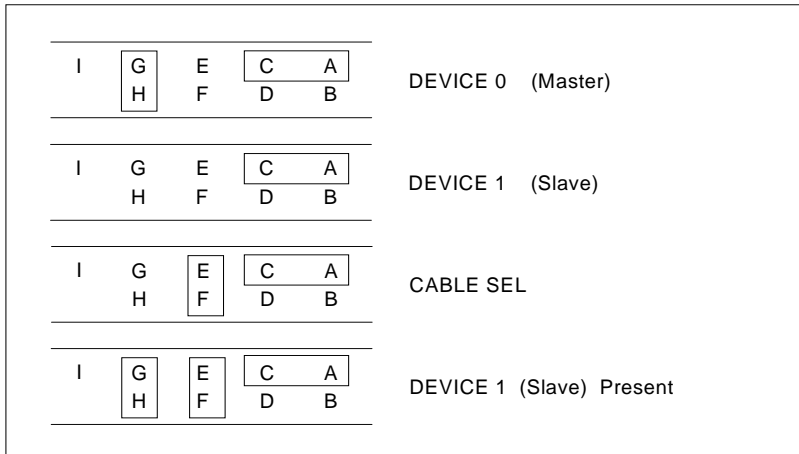 I G E C A
DEVICE 0 (Master)
H F D B
I G E C A
DEVICE 1 (Slave)
H F D B
I G E C A
CABLE SEL
H F D B
I G E C A
DEVICE 1 (Slave) Present
H F D B